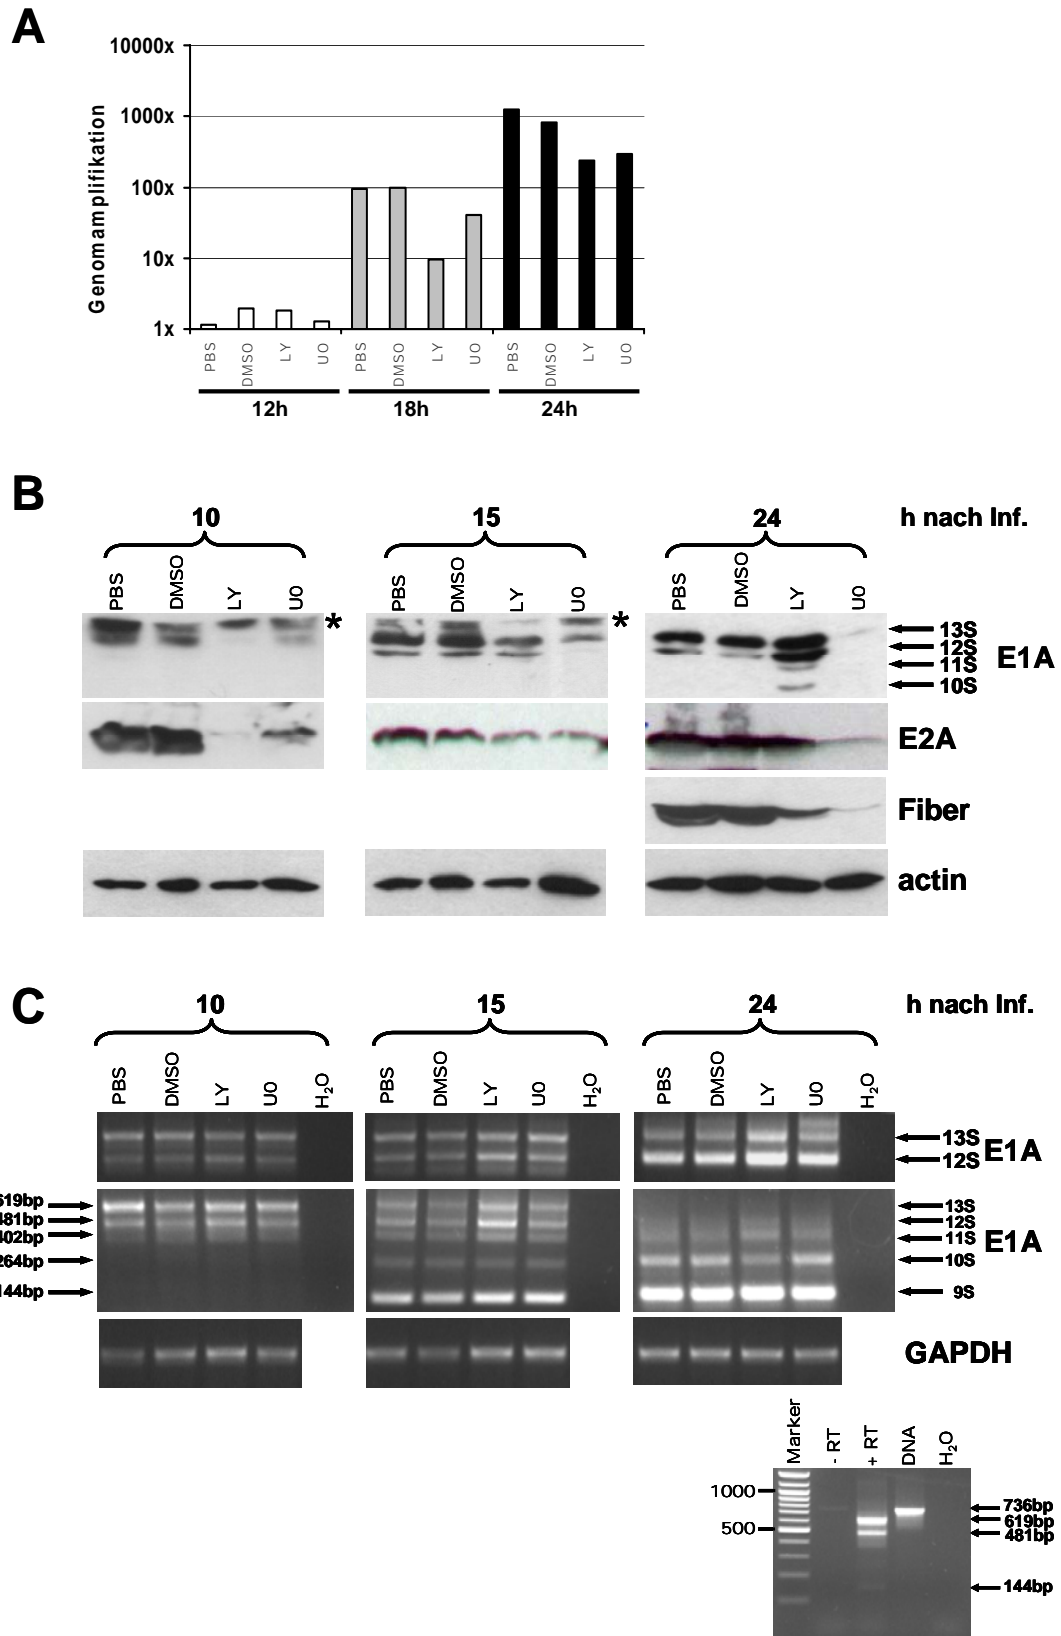 A
Genomamplifikation
10000x
1000x
100x
10x
1x
PBS DMSO LY UO PBS DMSO LY UO PBS DMSO LY UO
12h 18h 24h
B
10 15 24 h nach Inf.
PBS DMSO LY U0 PBS DMSO LY U0 PBS DMSO LY U0
* *
13S
12S
11S
10S
E1A
E2A
Fiber
actin
C
10 15 24 h nach Inf.
PBS DMSO LY U0 H2O PBS DMSO LY U0 H2O PBS DMSO LY U0 H2O
13S
12S
E1A
619bp
481bp
402bp
264bp
144bp
13S
12S
11S
10S
9S
E1A
GAPDH
Marker - RT + RT DNA H2O
1000
500
736bp
619bp
481bp
144bp